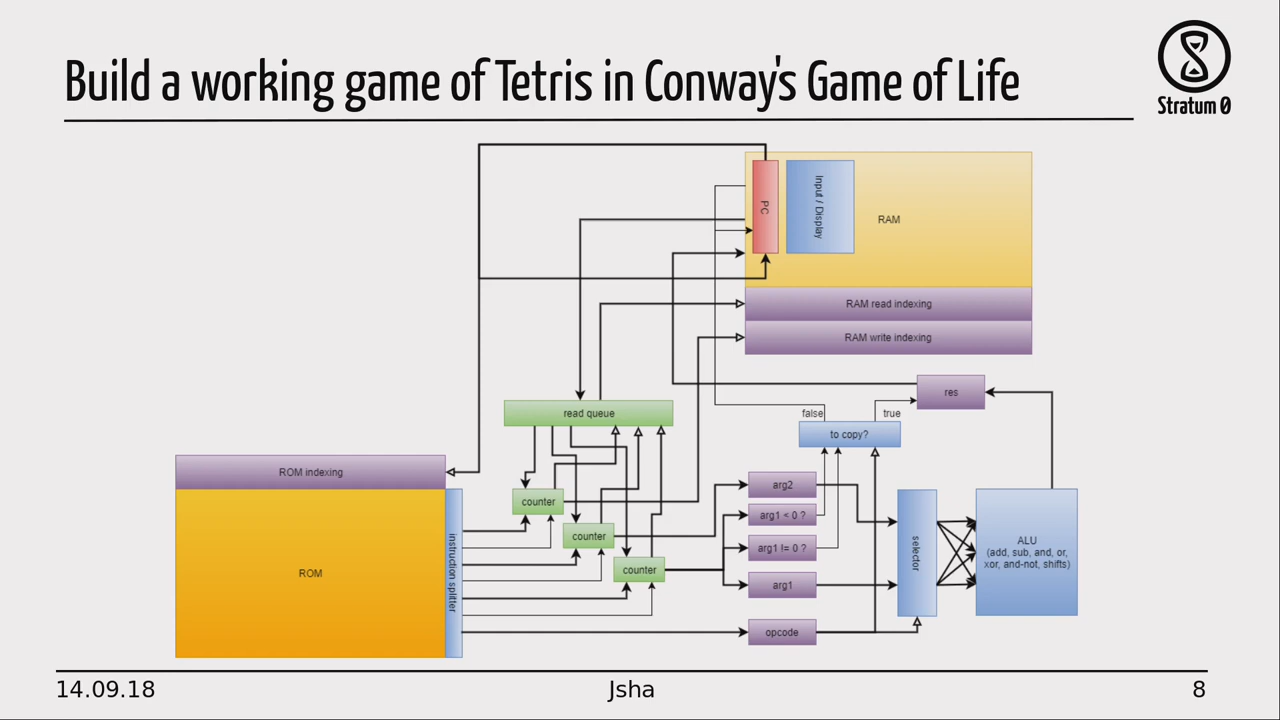 Build a working game of Tetris in Conway's Game of Life
Stratum 0
PC
Input / Display
RAM
RAM read indexing
RAM write indexing
res
read queue
false
true
to copy?
ROM indexing
arg2
counter
arg1 < 0 ?
counter
arg1 != 0 ?
counter
arg1
ROM
instruction splitter
selector
ALU
(add, sub, and, or,
xor, and-not, shifts)
opcode
14.09.18
Jsha
8